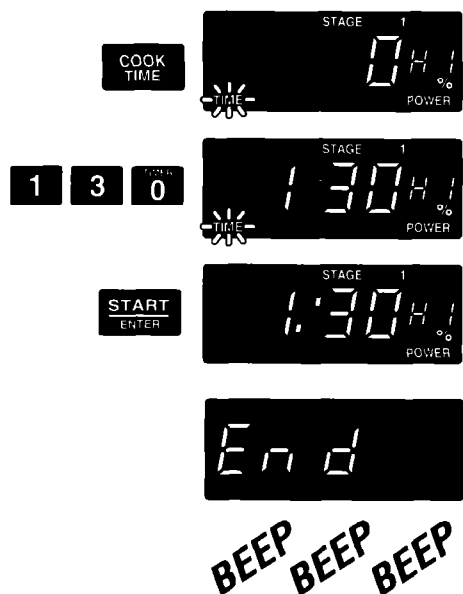 STAGE 1
COOK
TIME
0 HI
%
TIME
POWER
STAGE 1
1 3 TIMER
0
1 30 HI
%
TIME
POWER
STAGE 1
START
ENTER
1:30 HI
%
POWER
End
BEEP BEEP BEEP